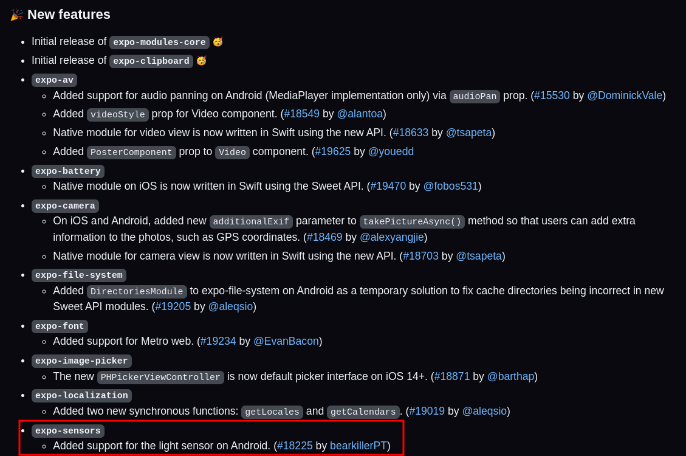 🎉 New features
• Initial release of expo-modules-core 🥳
• Initial release of expo-clipboard 🥳
• expo-av
◦ Added support for audio panning on Android (MediaPlayer implementation only) via audioPan prop. (#15530 by @DominickVale)
◦ Added videoStyle prop for Video component. (#18549 by @alantoa)
◦ Native module for video view is now written in Swift using the new API. (#18633 by @tsapeta)
◦ Added PosterComponent prop to Video component. (#19625 by @youedd
• expo-battery
◦ Native module on iOS is now written in Swift using the Sweet API. (#19470 by @fobos531)
• expo-camera
◦ On iOS and Android, added new additionalExif parameter to takePictureAsync() method so that users can add extra
information to the photos, such as GPS coordinates. (#18469 by @alexyangjie)
◦ Native module for camera view is now written in Swift using the new API. (#18703 by @tsapeta)
• expo-file-system
◦ Added DirectoriesModule to expo-file-system on Android as a temporary solution to fix cache directories being incorrect in new
Sweet API modules. (#19205 by @aleqsio)
• expo-font
◦ Added support for Metro web. (#19234 by @EvanBacon)
• expo-image-picker
◦ The new PHPickerViewController is now default picker interface on iOS 14+. (#18871 by @barthap)
• expo-localization
◦ Added two new synchronous functions: getLocales and getCalendars. (#19019 by @aleqsio)
• expo-sensors
◦ Added support for the light sensor on Android. (#18225 by bearkillerPT)